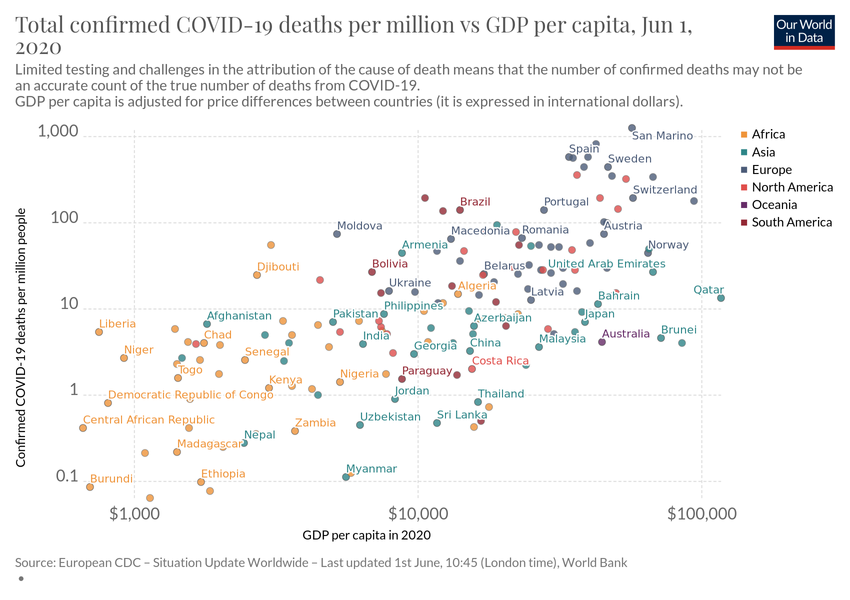 Total confirmed COVID-19 deaths per million vs GDP per capita, Jun 1,
2020
Our World
in Data
Limited testing and challenges in the attribution of the cause of death means that the number of confirmed deaths may not be
an accurate count of the true number of deaths from COVID-19.
GDP per capita is adjusted for price differences between countries (it is expressed in international dollars).
Confirmed COVID-19 deaths per million people
1,000
100
10
1
0.1
San Marino
Spain
Sweden
Switzerland
Brazil
Portugal
Moldova
Macedonia
Romania
Austria
Armenia
Norway
Djibouti
Bolivia
Belarus
United Arab Emirates
Ukraine
Algeria
Latvia
Bahrain
Qatar
Liberia
Afghanistan
Pakistan
Philippines
Azerbaijan
Japan
Chad
India
Georgia
China
Malaysia
Australia
Brunei
Niger
Senegal
Togo
Costa Rica
Kenya
Nigeria
Paraguay
Democratic Republic of Congo
Jordan
Thailand
Central African Republic
Zambia
Uzbekistan
Sri Lanka
Nepal
Madagascar
Burundi
Ethiopia
Myanmar
$1,000
$10,000
$100,000
GDP per capita in 2020
Africa
Asia
Europe
North America
Oceania
South America
Source: European CDC – Situation Update Worldwide – Last updated 1st June, 10:45 (London time), World Bank